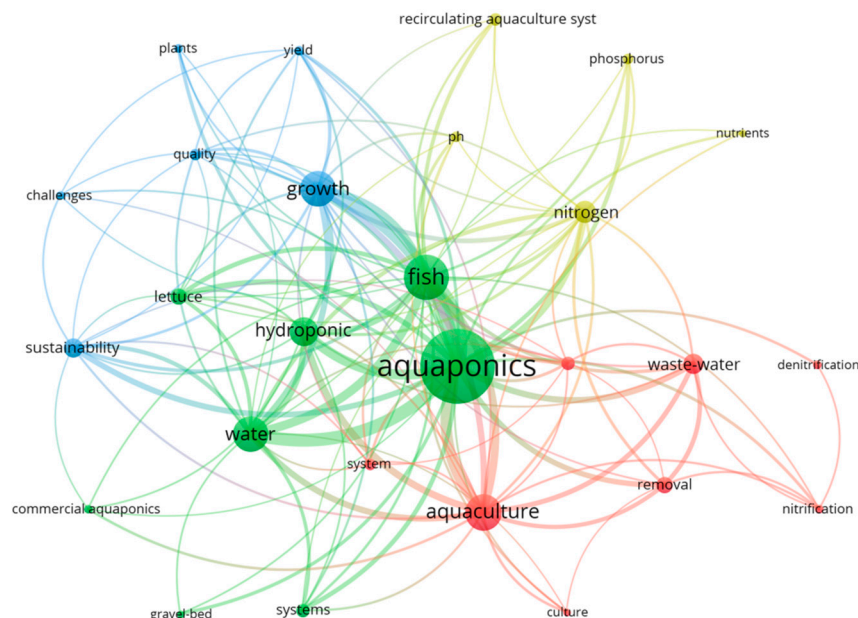 recirculating aquaculture syst
plants
yield
phosphorus
ph
nutrients
quality
challenges
growth
nitrogen
fish
lettuce
hydroponic
sustainability
aquaponics
waste-water
denitrification
water
system
removal
commercial aquaponics
aquaculture
nitrification
gravel-bed
systems
culture